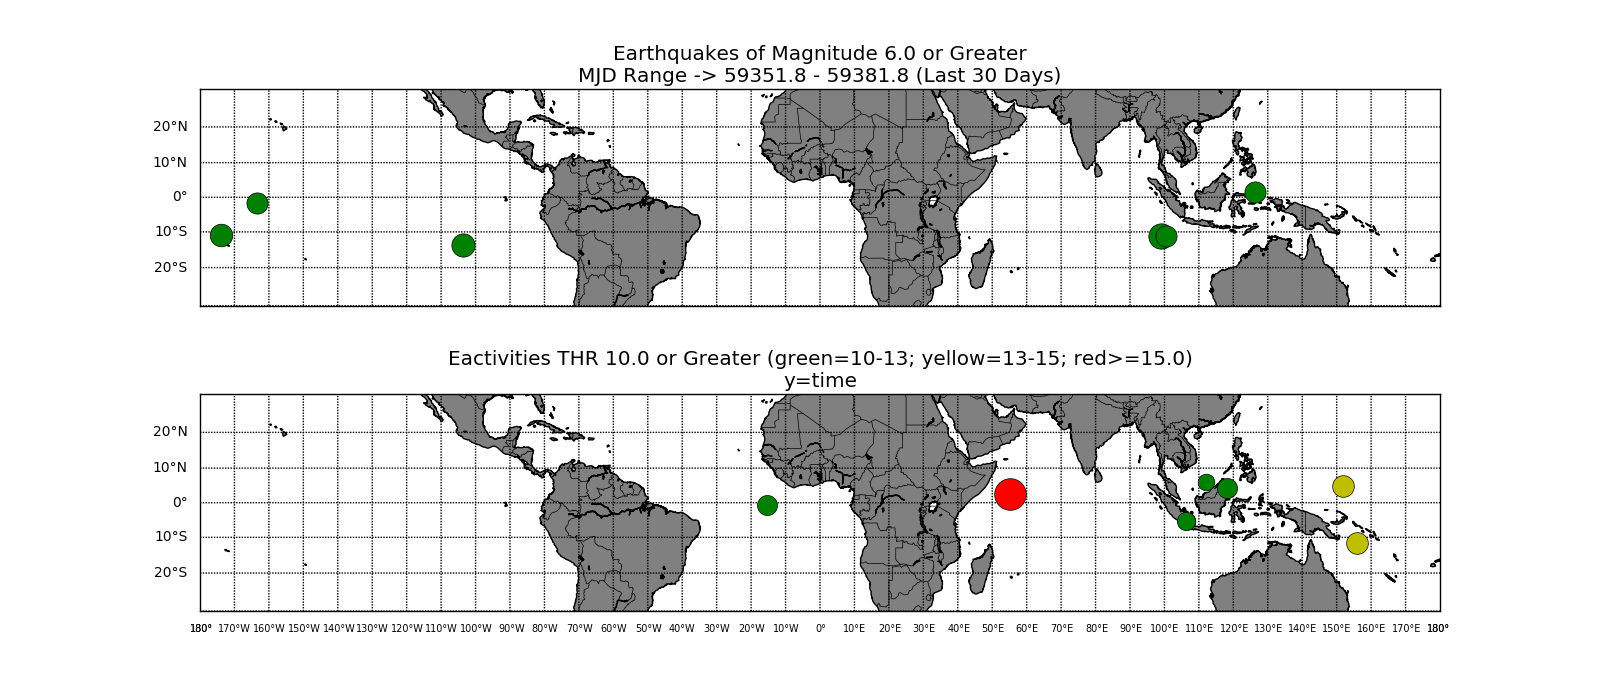 Earthquakes of Magnitude 6.0 or Greater
MJD Range -> 59351.8 - 59381.8 (Last 30 Days)
20°N
10°N
0°
10°S
20°S
Eactivities THR 10.0 or Greater (green=10-13; yellow=13-15; red>=15.0)
y=time
20°N
10°N
0°
10°S
20°S
180° 170°W 160°W 150°W 140°W 130°W 120°W 110°W 100°W 90°W 80°W 70°W 60°W 50°W 40°W 30°W 20°W 10°W 0° 10°E 20°E 30°E 40°E 50°E 60°E 70°E 80°E 90°E 100°E 110°E 120°E 130°E 140°E 150°E 160°E 170°E 180°